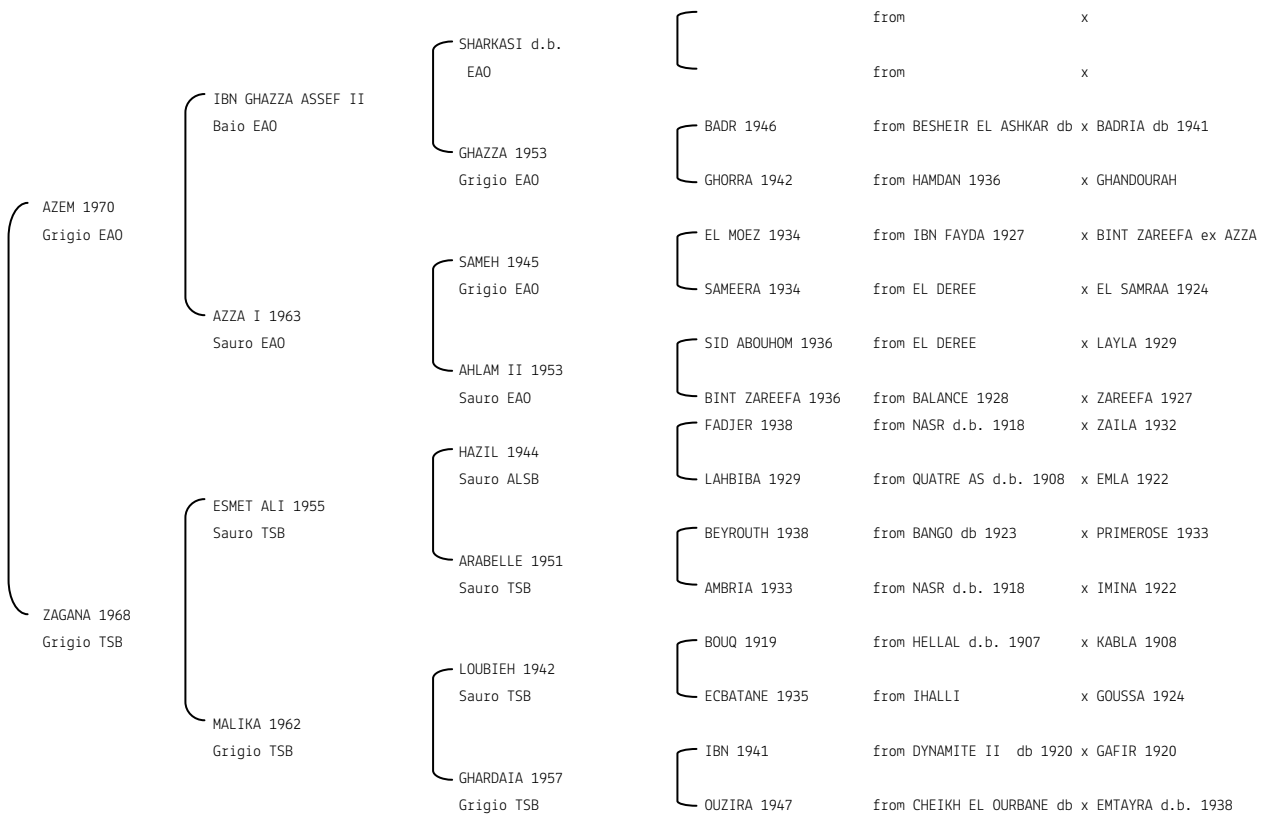 from x
SHARKASI d.b.
EAO
from x
IBN GHAZZA ASSEF II
Baio EAO
BADR 1946 from BESHEIR EL ASHKAR db x BADRIA db 1941
GHAZZA 1953
Grigio EAO
GHORRA 1942 from HAMDAN 1936 x GHANDOURAH
AZEM 1970
Grigio EAO
EL MOEZ 1934 from IBN FAYDA 1927 x BINT ZAREEFA ex AZZA
SAMEH 1945
Grigio EAO
SAMEERA 1934 from EL DEREE x EL SAMRAA 1924
AZZA I 1963
Sauro EAO
SID ABOUHOM 1936 from EL DEREE x LAYLA 1929
AHLAM II 1953
Sauro EAO
BINT ZAREEFA 1936 from BALANCE 1928 x ZAREEFA 1927
FADJER 1938 from NASR d.b. 1918 x ZAILA 1932
HAZIL 1944
Sauro ALSB
LAHBIBA 1929 from QUATRE AS d.b. 1908 x EMLA 1922
ESMET ALI 1955
Sauro TSB
BEYROUTH 1938 from BANGO db 1923 x PRIMEROSE 1933
ARABELLE 1951
Sauro TSB
AMBRIA 1933 from NASR d.b. 1918 x IMINA 1922
ZAGANA 1968
Grigio TSB
BOUQ 1919 from HELLAL d.b. 1907 x KABLA 1908
LOUBIEH 1942
Sauro TSB
ECBATANE 1935 from IHALLI x GOUSSA 1924
MALIKA 1962
Grigio TSB
IBN 1941 from DYNAMITE II db 1920 x GAFIR 1920
GHARDAIA 1957
Grigio TSB
OUZIRA 1947 from CHEIKH EL OURBANE db x EMTAYRA d.b. 1938